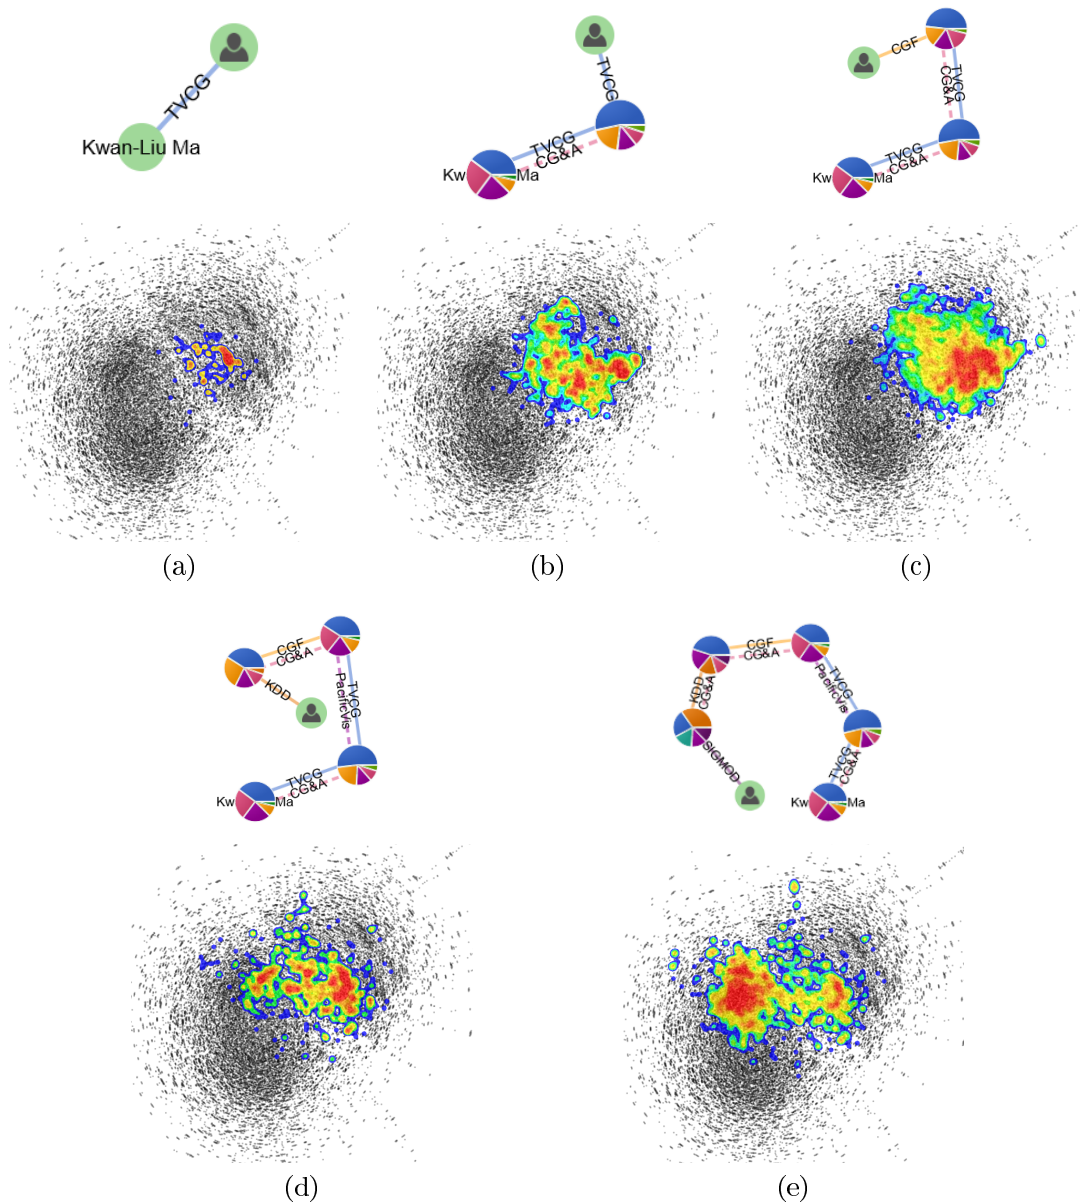 TVCG
Kwan-Liu Ma
TVCG
TVCG
CG&A
Kw Ma
CGF
TVCG
CG&A
TVCG
CG&A
Kw Ma
(a)
(b)
(c)
CGF
CG&A
KDD
TVCG
PacificVis
TVCG
CG&A
Kw Ma
CGF
CG&A
KDD
CG&A
TVCG
PacificVis
SIGMOD
TVCG
CG&A
Kw Ma
(d)
(e)